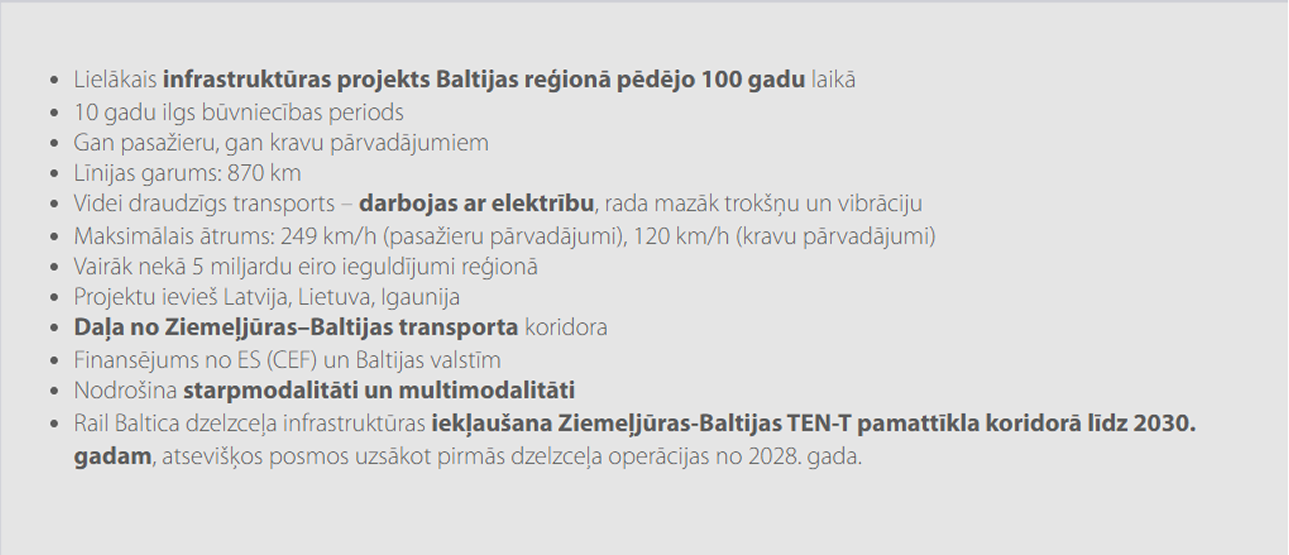 • Lielākais infrastruktūras projekts Baltijas reģionā pēdējo 100 gadu laikā
• 10 gadu ilgs būvniecības periods
• Gan pasažieru, gan kravu pārvadājumiem
• Līnijas garums: 870 km
• Videi draudzīgs transports – darbojas ar elektrību, rada mazāk trokšņu un vibrāciju
• Maksimālais ātrums: 249 km/h (pasažieru pārvadājumi), 120 km/h (kravu pārvadājumi)
• Vairāk nekā 5 miljardu eiro ieguldījumi reģionā
• Projektu ievieš Latvija, Lietuva, Igaunija
• Daļa no Ziemeļjūras–Baltijas transporta koridora
• Finansējums no ES (CEF) un Baltijas valstīm
• Nodrošina starpmodalitāti un multimodalitāti
• Rail Baltica dzelzceļa infrastruktūras iekļaušana Ziemeļjūras-Baltijas TEN-T pamattīkla koridorā līdz 2030.
gadam, atsevišķos posmos uzsākot pirmās dzelzceļa operācijas no 2028. gada.